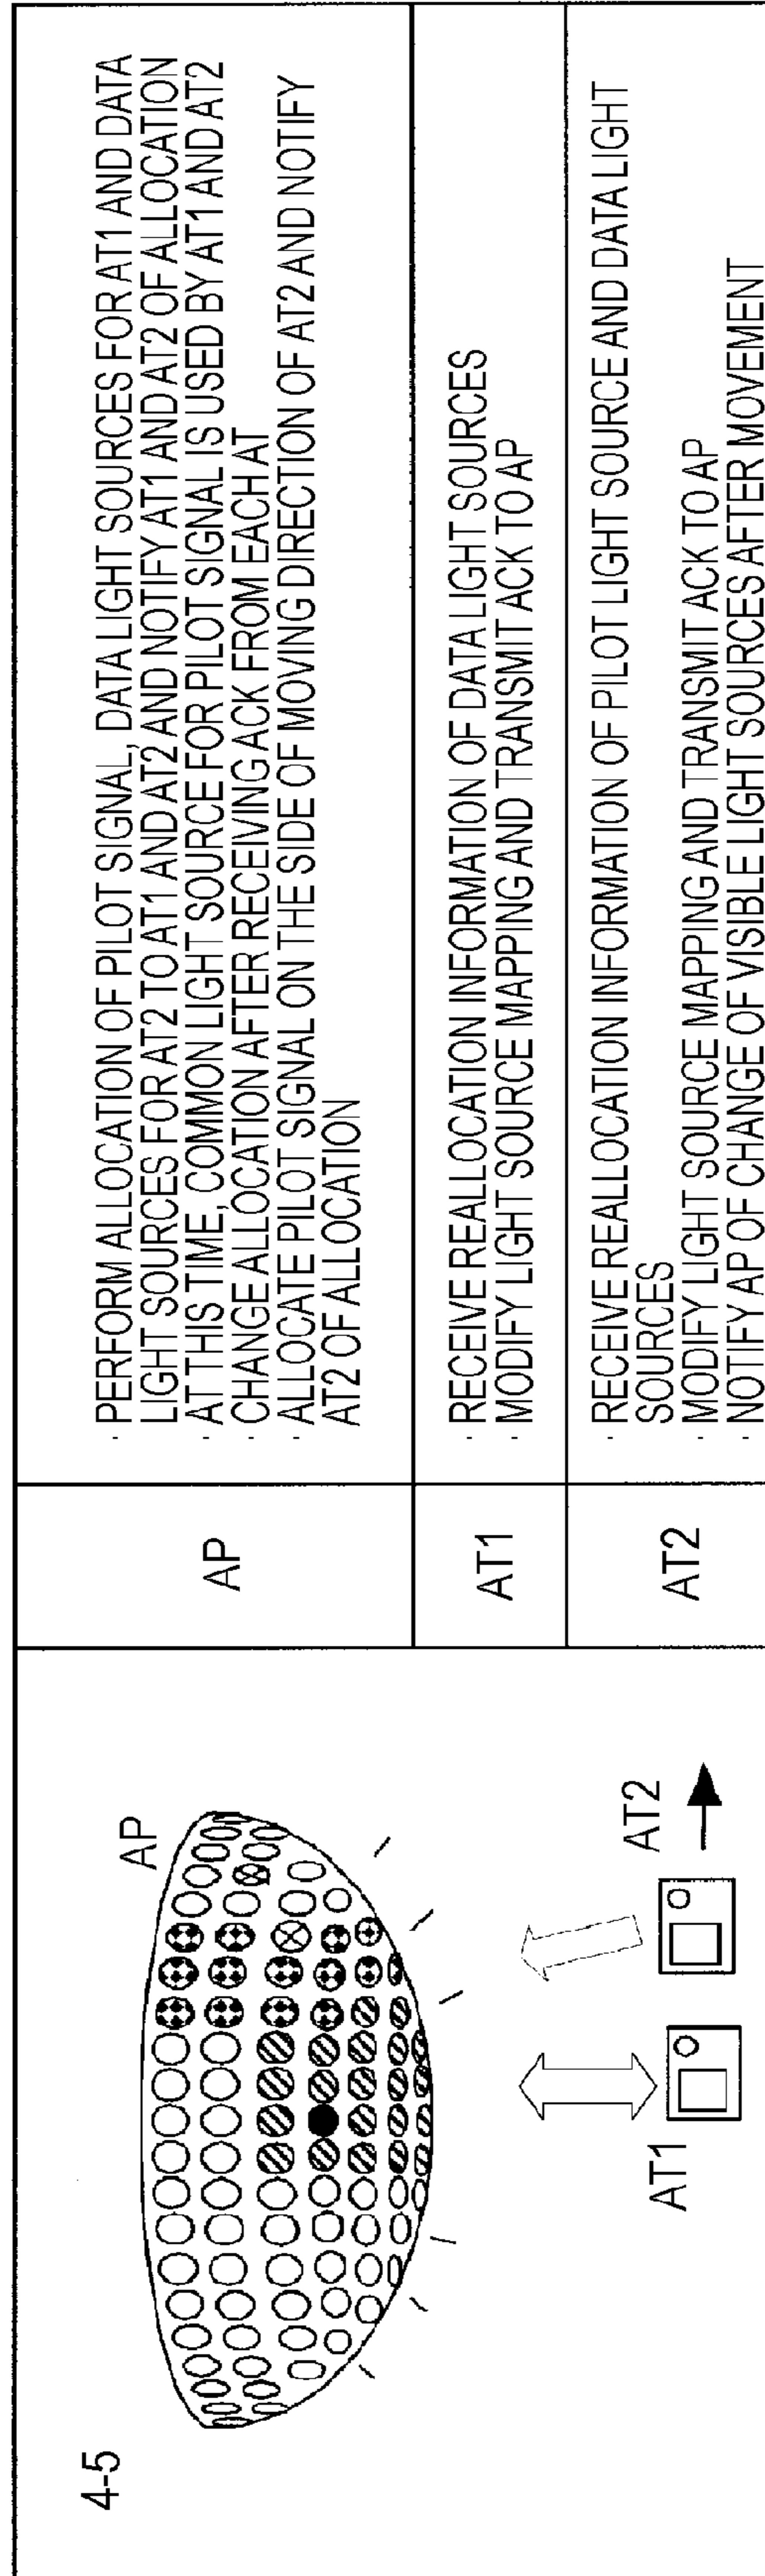 4-5
AP
AT1
AT2
AP
· PERFORM ALLOCATION OF PILOT SIGNAL, DATA LIGHT SOURCES FOR AT1 AND DATA
LIGHT SOURCES FOR AT2 TO AT1 AND AT2 AND NOTIFY AT1 AND AT2 OF ALLOCATION
· AT THIS TIME, COMMON LIGHT SOURCE FOR PILOT SIGNAL IS USED BY AT1 AND AT2
· CHANGE ALLOCATION AFTER RECEIVING ACK FROM EACH AT
· ALLOCATE PILOT SIGNAL ON THE SIDE OF MOVING DIRECTION OF AT2 AND NOTIFY
AT2 OF ALLOCATION
AT1
· RECEIVE REALLOCATION INFORMATION OF DATA LIGHT SOURCES
· MODIFY LIGHT SOURCE MAPPING AND TRANSMIT ACK TO AP
AT2
· RECEIVE REALLOCATION INFORMATION OF PILOT LIGHT SOURCE AND DATA LIGHT
SOURCES
· MODIFY LIGHT SOURCE MAPPING AND TRANSMIT ACK TO AP
· NOTIFY AP OF CHANGE OF VISIBLE LIGHT SOURCES AFTER MOVEMENT